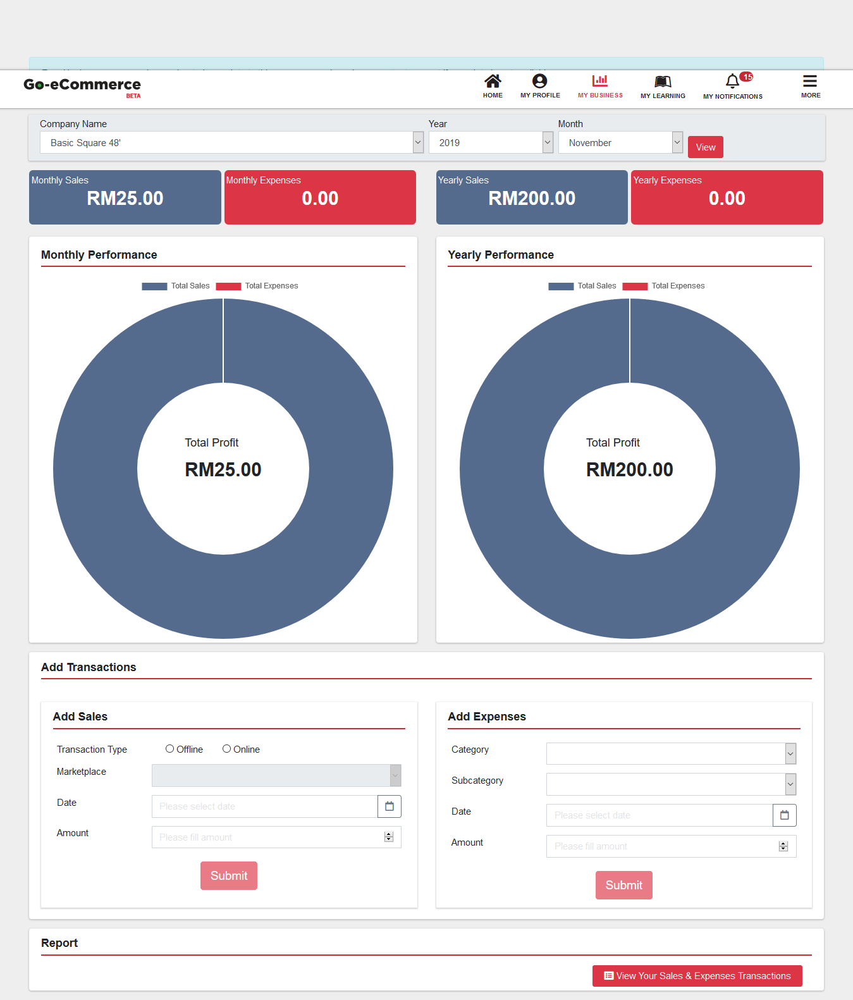 Go-eCommerce
BETA
HOME
MY PROFILE
MY BUSINESS
MY LEARNING
15
MY NOTIFICATIONS
MORE
Company Name
Year
Month
Basic Square 48'
2019
November
View
Monthly Sales
RM25.00
Monthly Expenses
0.00
Yearly Sales
RM200.00
Yearly Expenses
0.00
Monthly Performance
Total Sales
Total Expenses
Total Profit
RM25.00
Yearly Performance
Total Sales
Total Expenses
Total Profit
RM200.00
Add Transactions
Add Sales
Transaction Type
Offline
Online
Marketplace
Date
Please select date
Amount
Please fill amount
Submit
Add Expenses
Category
Subcategory
Date
Please select date
Amount
Please fill amount
Submit
Report
View Your Sales & Expenses Transactions